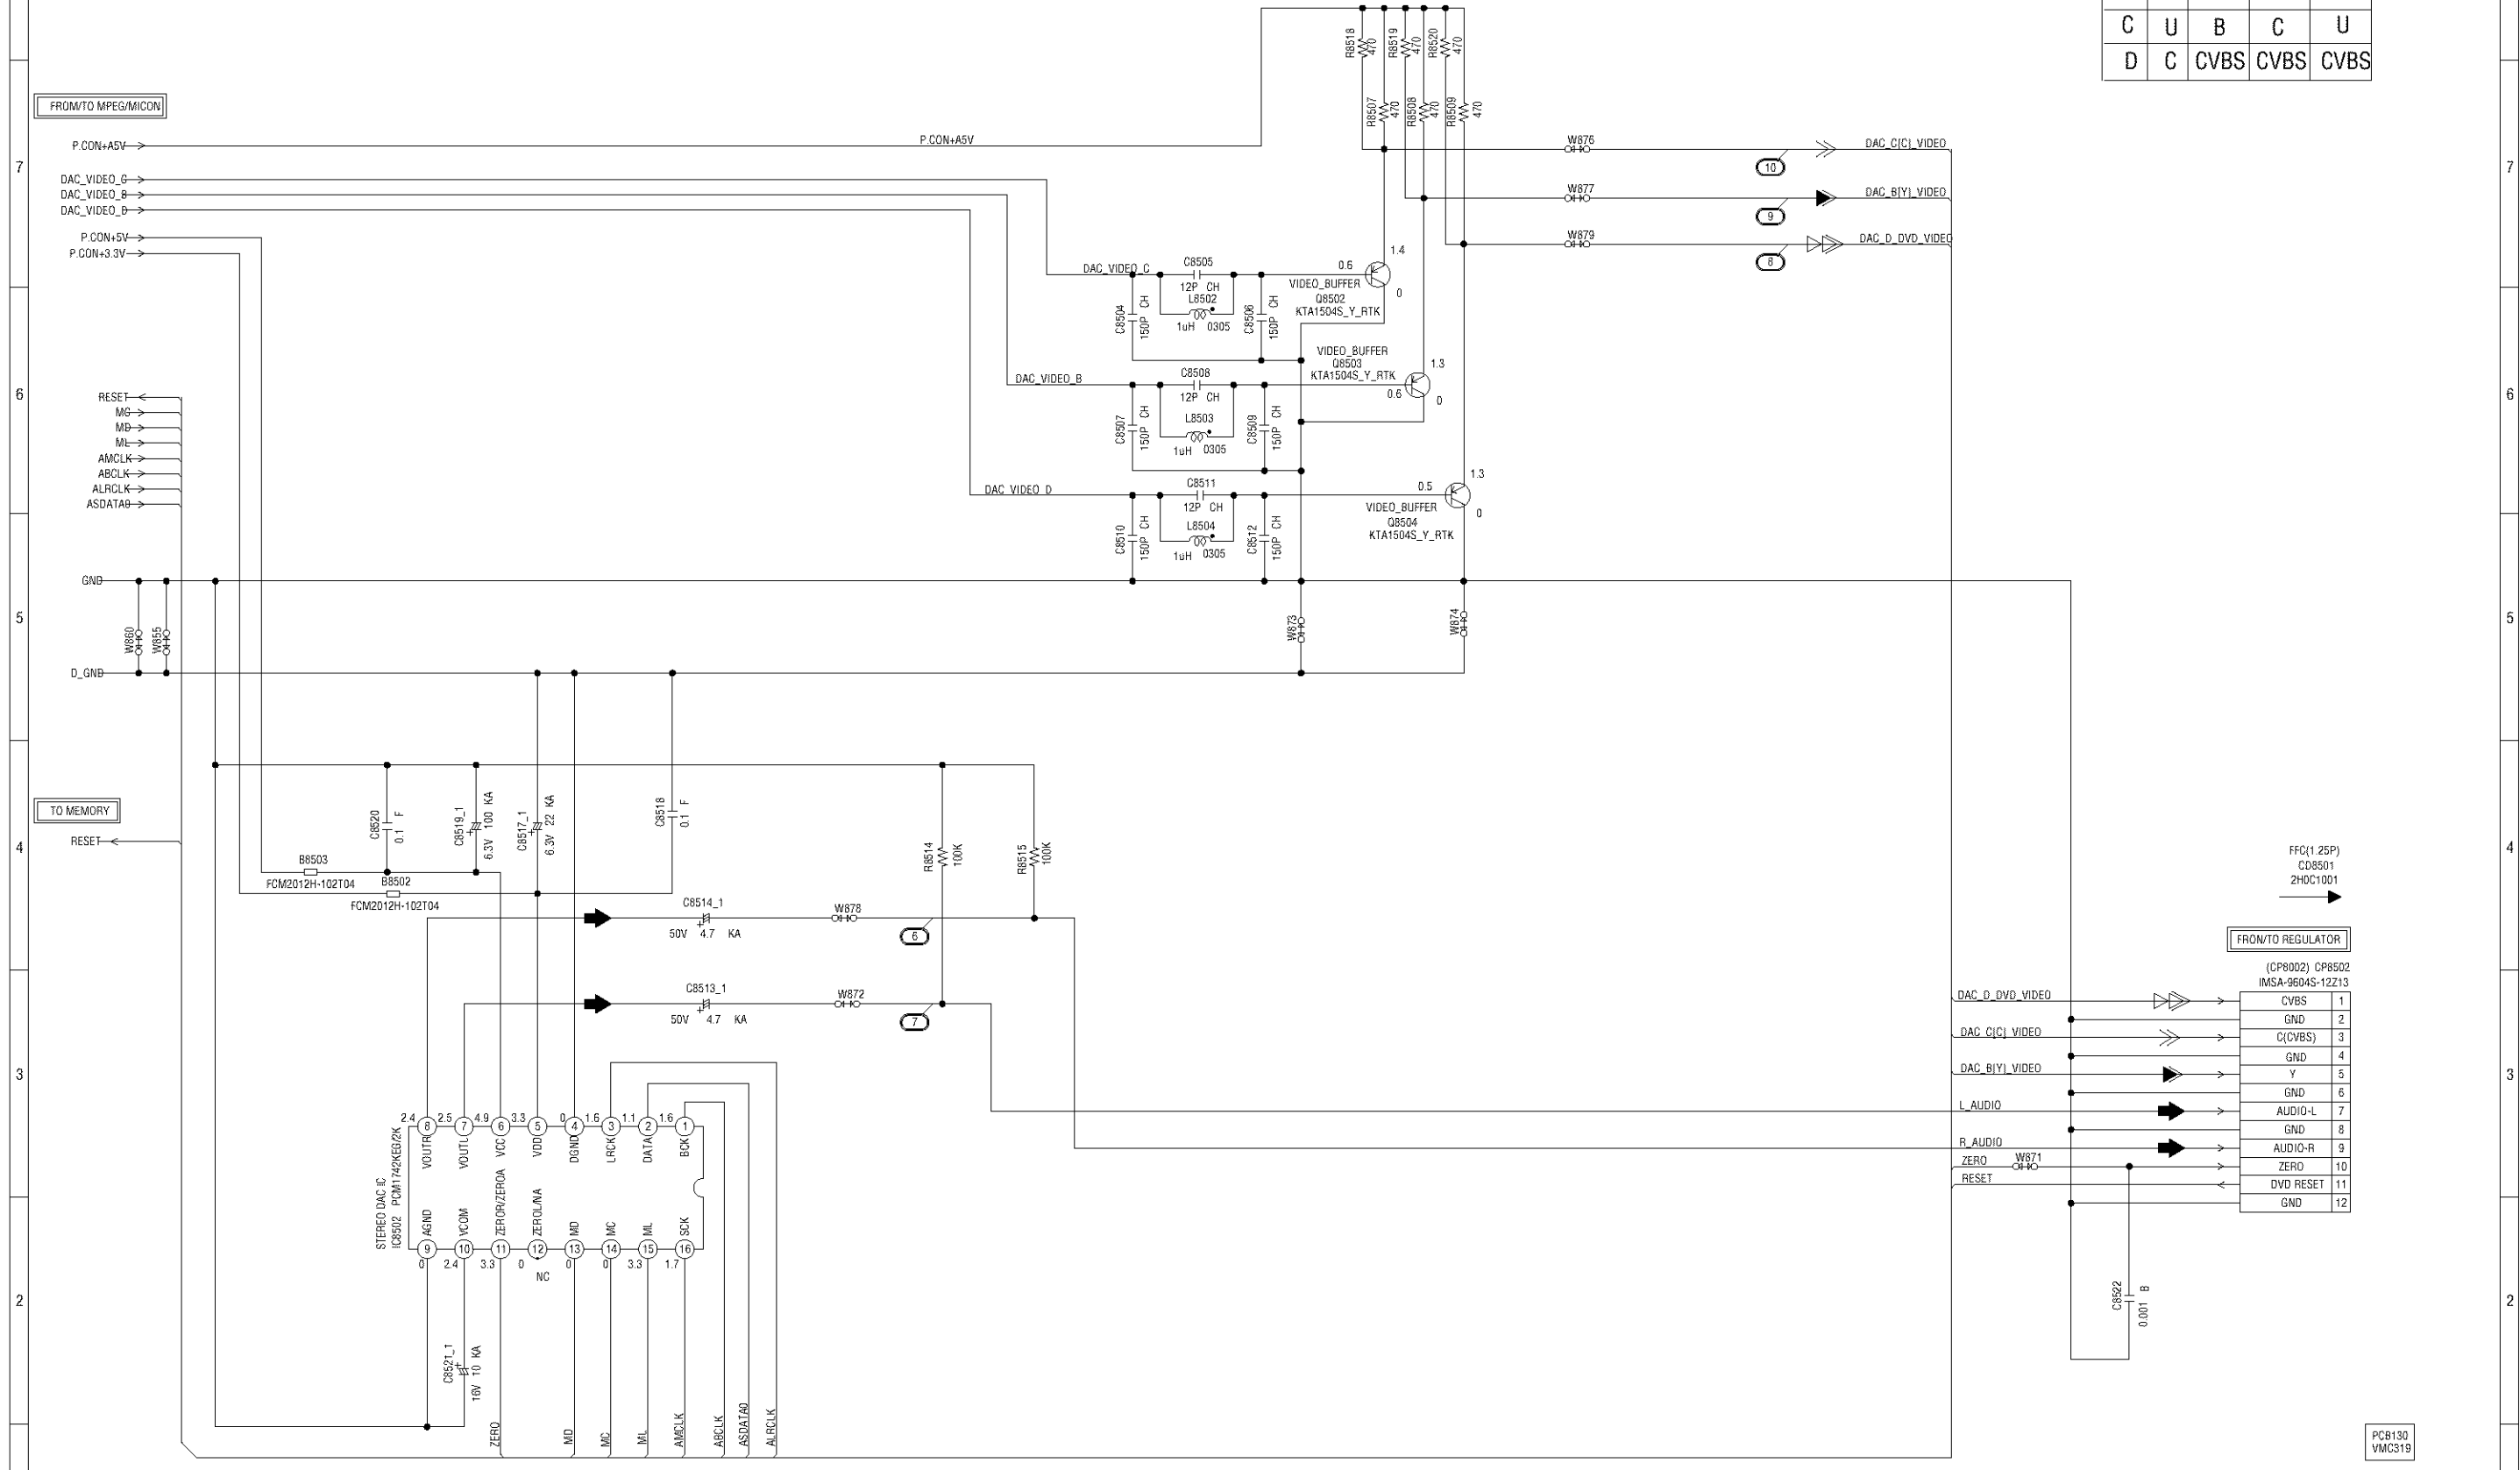 C U B C U
D C CVBS CVBS CVBS
FROM/TO MPEG/MICON
P.CON+A5V
P.CON+A5V
DAC_VIDEO_B
P.CON+5V
P.CON+3.3V
R8518
470
R8519
470
R8520
470
R8507
470
R8508
470
R8509
470
W876
DAC_C(C)_VIDEO
10
W877
DAC_B(Y)_VIDEO
9
W879
DAC_D_DVD_VIDEO
8
7
7
DAC_VIDEO_C
C8505
12P CH
L8502
1uH 0305
C8504
150P CH
C8506
150P CH
0.6
1.4
0
VIDEO_BUFFER
Q8502
KTA1504S_Y_RTK
DAC_VIDEO_B
C8508
12P CH
L8503
1uH 0305
C8507
150P CH
C8509
150P CH
VIDEO_BUFFER
Q8503
KTA1504S_Y_RTK
1.3
0.6
0
6
6
RESET
MC
MD
ML
AMCLK
ABCLK
ALRCLK
ASDATA0
DAC_VIDEO_D
C8511
12P CH
L8504
1uH 0305
C8510
150P CH
C8512
150P CH
0.5
1.3
0
VIDEO_BUFFER
Q8504
KTA1504S_Y_RTK
GND
W860
W855
W873
W874
D_GND
5
5
TO MEMORY
RESET
C8520
0.1 F
C8519_1
6.3V 100 KA
C8517_1
6.3V 22 KA
C8518
0.1 F
R8514
100K
R8515
100K
B8503
FCM2012H-102T04
B8502
FCM2012H-102T04
4
4
C8514_1
50V 4.7 KA
W878
6
C8513_1
50V 4.7 KA
W872
7
FFC(1.25P)
CD8501
2H0C1001
FRON/TO REGULATOR
(CP8002) CP8502
IMSA-9604S-12Z13
DAC_D_DVD_VIDEO
CVBS 1
GND 2
DAC_C(C)_VIDEO
C(CVBS) 3
GND 4
DAC_B(Y)_VIDEO
Y 5
GND 6
L_AUDIO
AUDIO-L 7
GND 8
R_AUDIO
AUDIO-R 9
ZERO
W871
ZERO 10
RESET
DVD RESET 11
GND 12
3
3
2.4 2.5 4.9 3.3 0 1.6 1.1 1.6
8 7 6 5 4 3 2 1
VOUTR
VOUTL
VCC
VDD
DGND
LRCK
DATA
BCK
STEREO DAC IC
IC8502 PCM1742KEG/2K
AGND
VCOM
ZEROR/ZEROA
ZEROL/NA
MD
MC
ML
SCK
9 10 11 12 13 14 15 16
0 2.4 3.3 0 0 0 3.3 1.7
NC
2
2
C8521_1
16V 10 KA
C8522
0.001 B
ZERO
MD
MC
ML
AMCLK
ABCLK
ASDATA0
ALRCLK
PCB130
VMC319